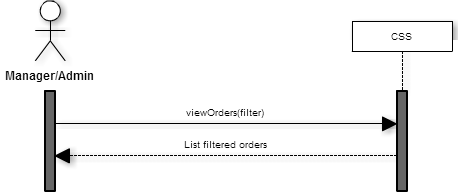 CSS
Manager/Admin
viewOrders(filter)
List filtered orders